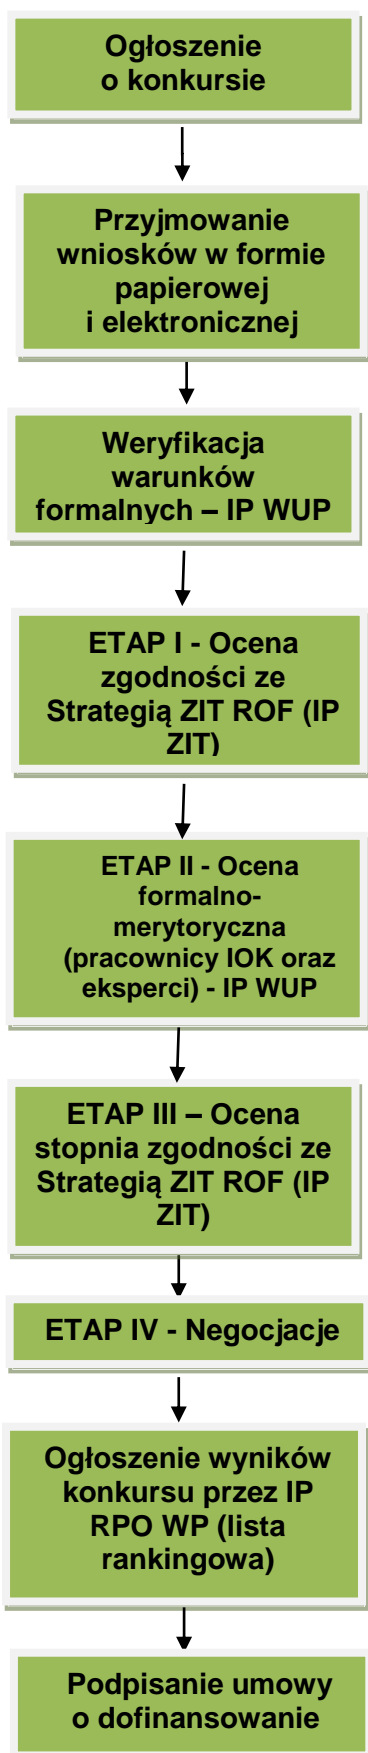 Ogłoszenie
o konkursie
Przyjmowanie
wniosków w formie
papierowej
i elektronicznej
Weryfikacja
warunków
formalnych – IP WUP
ETAP I - Ocena
zgodności ze
Strategią ZIT ROF (IP
ZIT)
ETAP II - Ocena
formalno-
merytoryczna
(pracownicy IOK oraz
eksperci) - IP WUP
ETAP III – Ocena
stopnia zgodności ze
Strategią ZIT ROF (IP
ZIT)
ETAP IV - Negocjacje
Ogłoszenie wyników
konkursu przez IP
RPO WP (lista
rankingowa)
Podpisanie umowy
o dofinansowanie